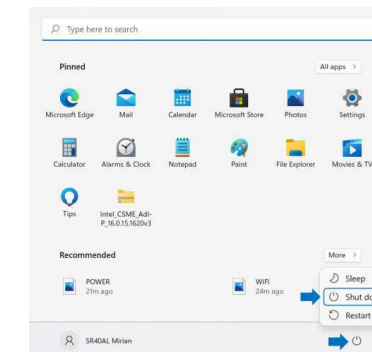 Type here to search
Pinned
All apps >
Microsoft Edge
Mail
Calendar
Microsoft Store
Photos
Settings
Calculator
Alarms & Clock
Notepad
Paint
File Explorer
Movies & TV
Tips
Intel_CSME_Adl-
P_16.0.15.1620v3
Recommended
More >
POWER
21m ago
WIFI
24m ago
Sleep
Shut do
Restart
SR40AL Mirian